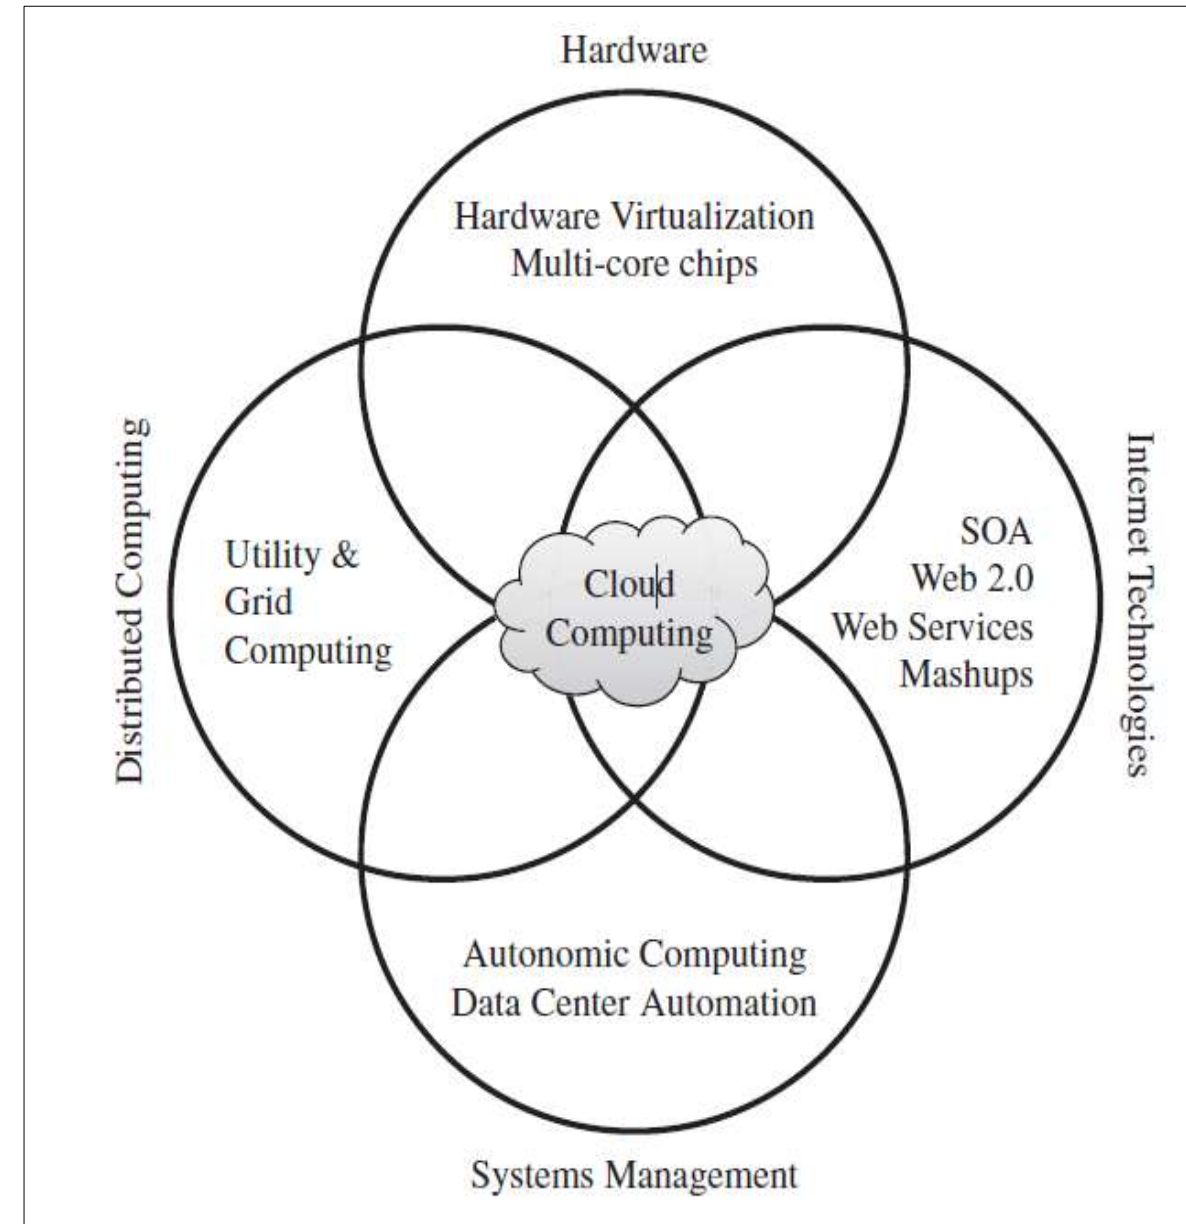 Hardware
Hardware Virtualization
Multi-core chips
Distributed Computing
Utility &
Grid
Computing
Cloud
Computing
SOA
Web 2.0
Web Services
Mashups
Internet Technologies
Autonomic Computing
Data Center Automation
Systems Management